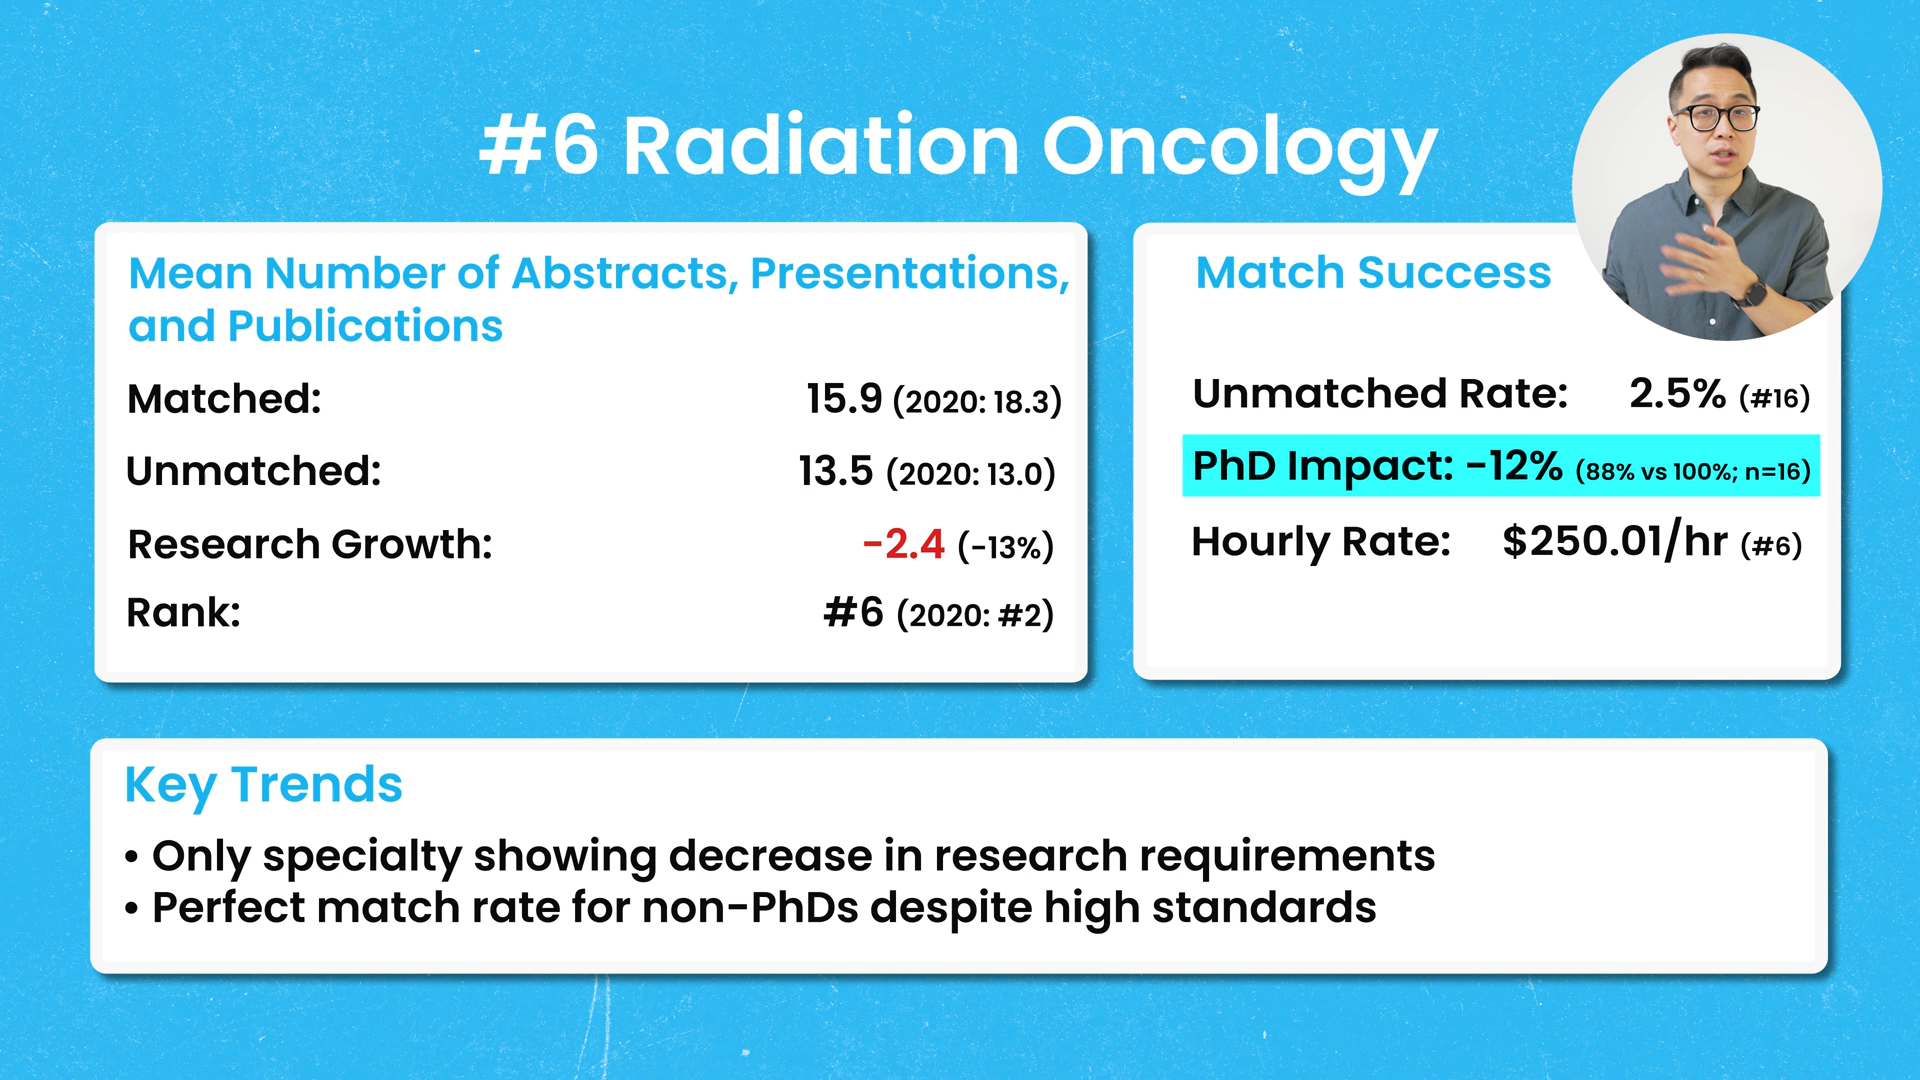 #6 Radiation Oncology
Mean Number of Abstracts, Presentations,
and Publications
Matched: 15.9 (2020: 18.3)
Unmatched: 13.5 (2020: 13.0)
Research Growth: -2.4 (-13%)
Rank: #6 (2020: #2)
Match Success
Unmatched Rate: 2.5% (#16)
PhD Impact: -12% (88% vs 100%; n=16)
Hourly Rate: $250.01/hr (#6)
Key Trends
• Only specialty showing decrease in research requirements
• Perfect match rate for non-PhDs despite high standards